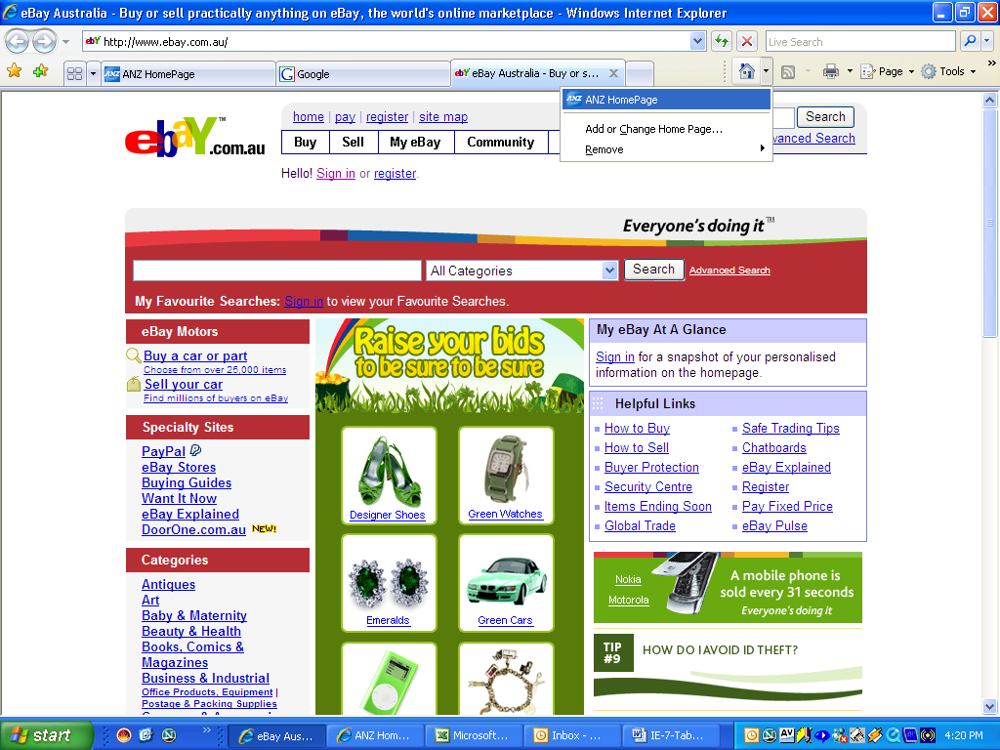 eBay Australia - Buy or sell practically anything on eBay, the world's online marketplace - Windows Internet Explorer
http://www.ebay.com.au/
Live Search
ANZ HomePage
Google
eBay Australia - Buy or s...
Page
Tools
ANZ HomePage
Add or Change Home Page...
Remove
ebay™.com.au
home | pay | register | site map
Buy
Sell
My eBay
Community
Search
vanced Search
Hello! Sign in or register.
Everyone's doing it™
All Categories
Search
Advanced Search
My Favourite Searches: Sign in to view your Favourite Searches.
eBay Motors
Buy a car or part
Choose from over 25,000 items
Sell your car
Find millions of buyers on eBay
Specialty Sites
PayPal
eBay Stores
Buying Guides
Want It Now
eBay Explained
DoorOne.com.au NEW!
Categories
Antiques
Art
Baby & Maternity
Beauty & Health
Books, Comics &
Magazines
Business & Industrial
Office Products, Equipment |
Postage & Packing Supplies
Raise your bids
to be sure to be sure
Designer Shoes
Green Watches
Emeralds
Green Cars
My eBay At A Glance
Sign in for a snapshot of your personalised
information on the homepage.
Helpful Links
How to Buy
How to Sell
Buyer Protection
Security Centre
Items Ending Soon
Global Trade
Safe Trading Tips
Chatboards
eBay Explained
Register
Pay Fixed Price
eBay Pulse
Nokia
Motorola
A mobile phone is
sold every 31 seconds
Everyone's doing it
TIP
#9
HOW DO I AVOID ID THEFT?
start
eBay Aus...
ANZ Hom...
Microsoft...
Inbox - ...
IE-7-Tab...
4:20 PM